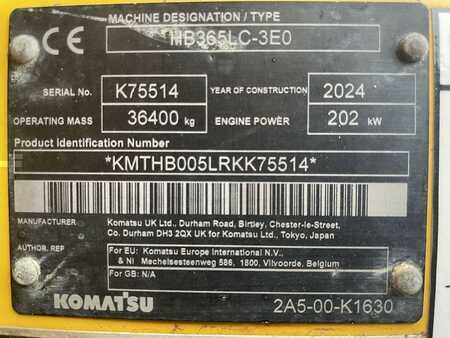 CE
MACHINE DESIGNATION / TYPE
HB365LC-3E0
SERIAL No. K75514 YEAR OF CONSTRUCTION 2024
OPERATING MASS 36400 kg ENGINE POWER 202 kW
Product Identification Number
*KMTHB005LRKK75514*
MANUFACTURER Komatsu UK Ltd., Durham Road, Birtley, Chester-le-Street,
Co. Durham DH3 2QX UK for Komatsu Ltd., Tokyo, Japan
AUTHOR. REP For EU: Komatsu Europe International N.V.,
& NI Mechelsesteenweg 586, 1800, Vilvoorde, Belgium
For GB: N/A
KOMATSU 2A5-00-K1630